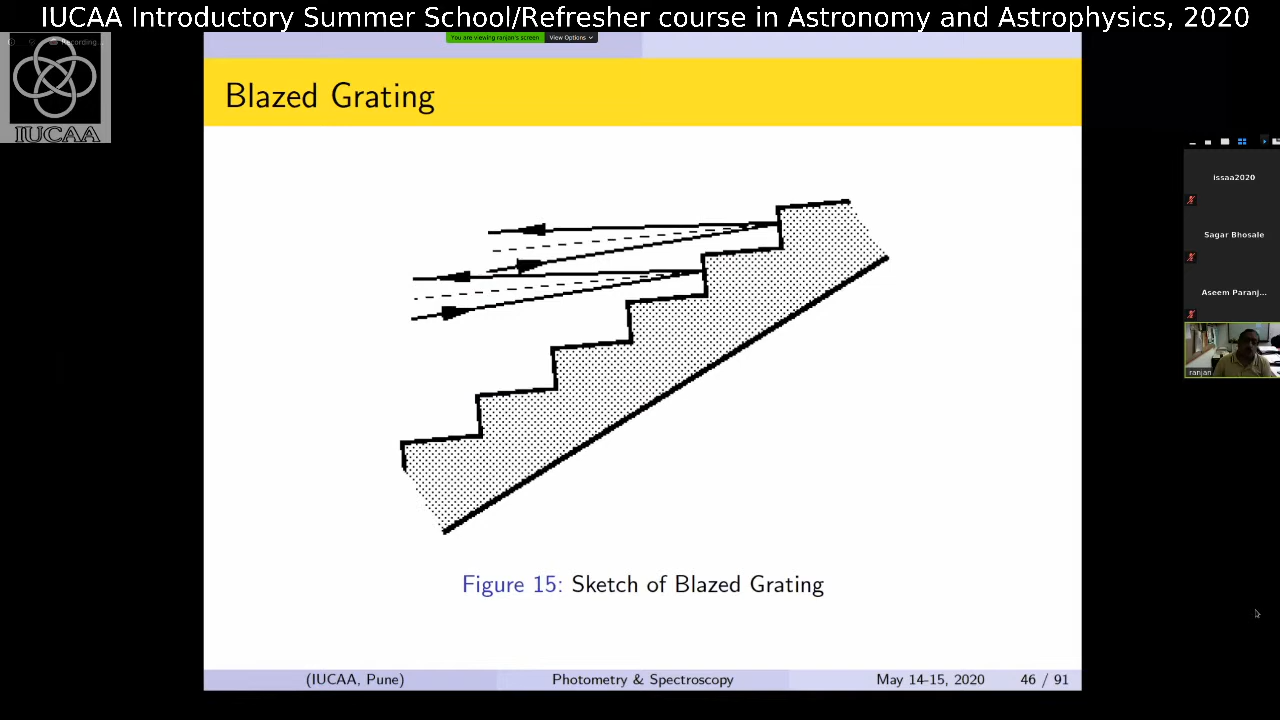 IUCAA Introductory Summer School/Refresher course in Astronomy and Astrophysics, 2020
You are viewing ranjan's screen View Options
Recording...
IUCAA
Blazed Grating
issaa2020
Sagar Bhosale
Aseem Paranj...
ranjan
Figure 15: Sketch of Blazed Grating
(IUCAA, Pune) Photometry & Spectroscopy May 14-15, 2020 46 / 91